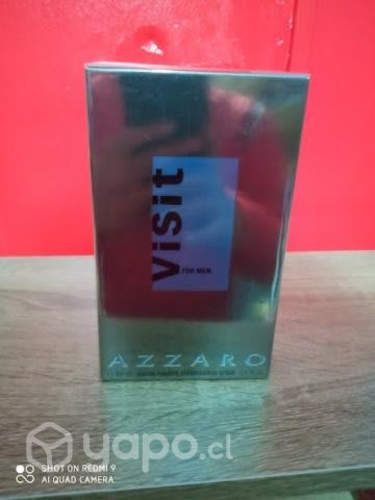 Visit
FOR MEN
AZZARO
yapo.cl
SHOT ON REDMI 9
AI QUAD CAMERA